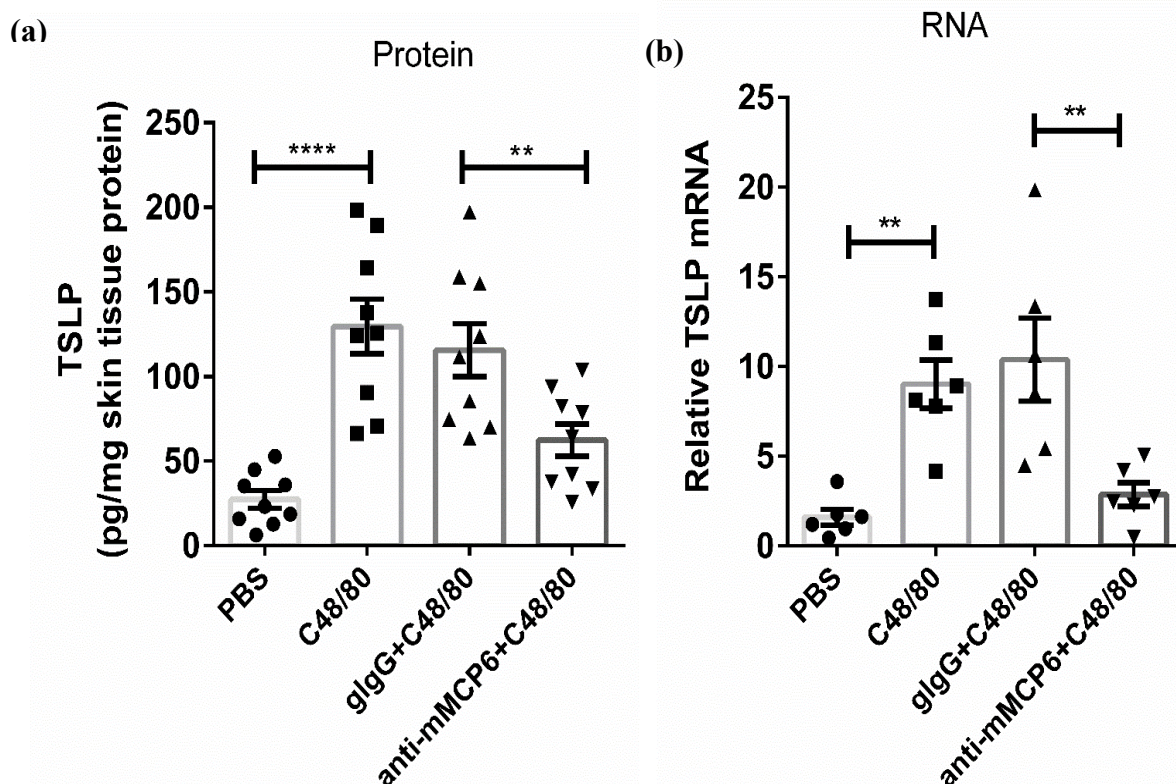 (a)
Protein
TSLP
(pg/mg skin tissue protein)
250
200
150
100
50
0
****
**
PBS
C48/80
gIgG+C48/80
anti-mMCP6+C48/80
(b)
RNA
Relative TSLP mRNA
25
20
15
10
5
0
**
**
PBS
C48/80
gIgG+C48/80
anti-mMCP6+C48/80